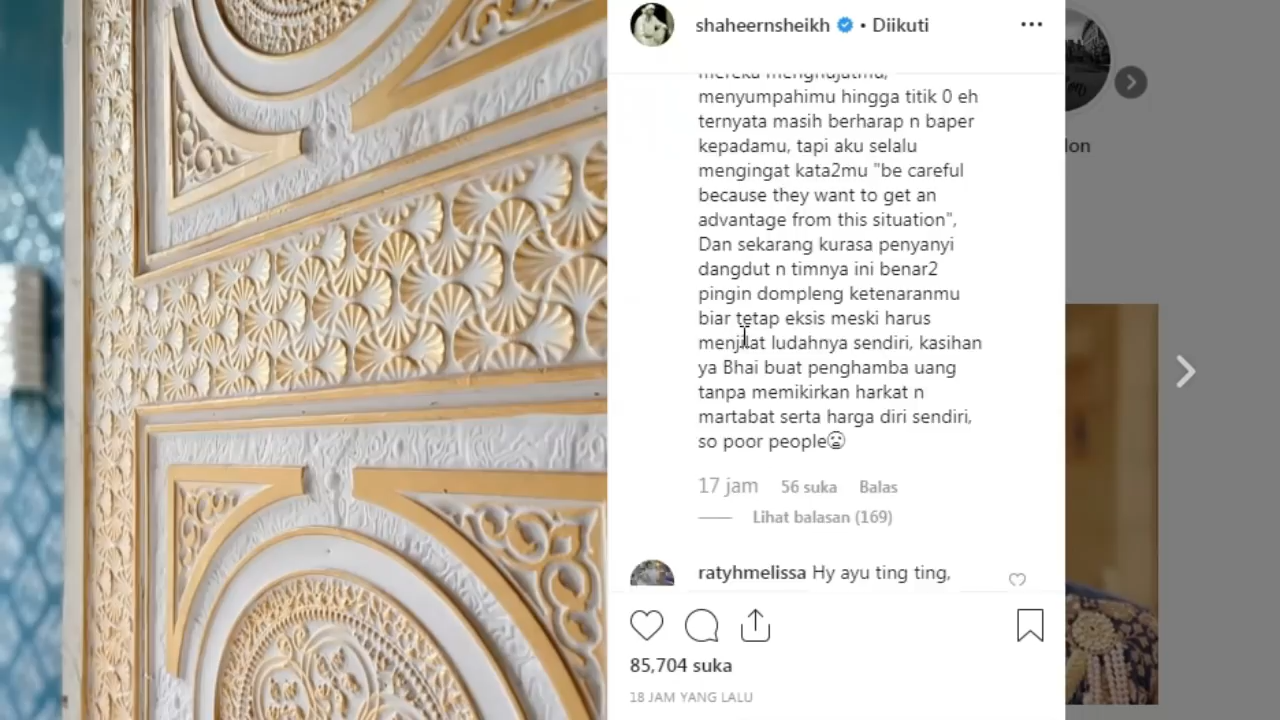 shaheernsheikh • Diikuti
mereka menghujatmu,
menyumpahimu hingga titik 0 eh
ternyata masih berharap n baper
kepadamu, tapi aku selalu
mengingat kata2mu "be careful
because they want to get an
advantage from this situation",
Dan sekarang kurasa penyanyi
dangdut n timnya ini benar2
pingin dompleng ketenaranmu
biar tetap eksis meski harus
menjilat ludahnya sendiri, kasihan
ya Bhai buat penghamba uang
tanpa memikirkan harkat n
martabat serta harga diri sendiri,
so poor people😫
17 jam 56 suka Balas
Lihat balasan (169)
ratyhmelissa Hy ayu ting ting,
85,704 suka
18 JAM YANG LALU